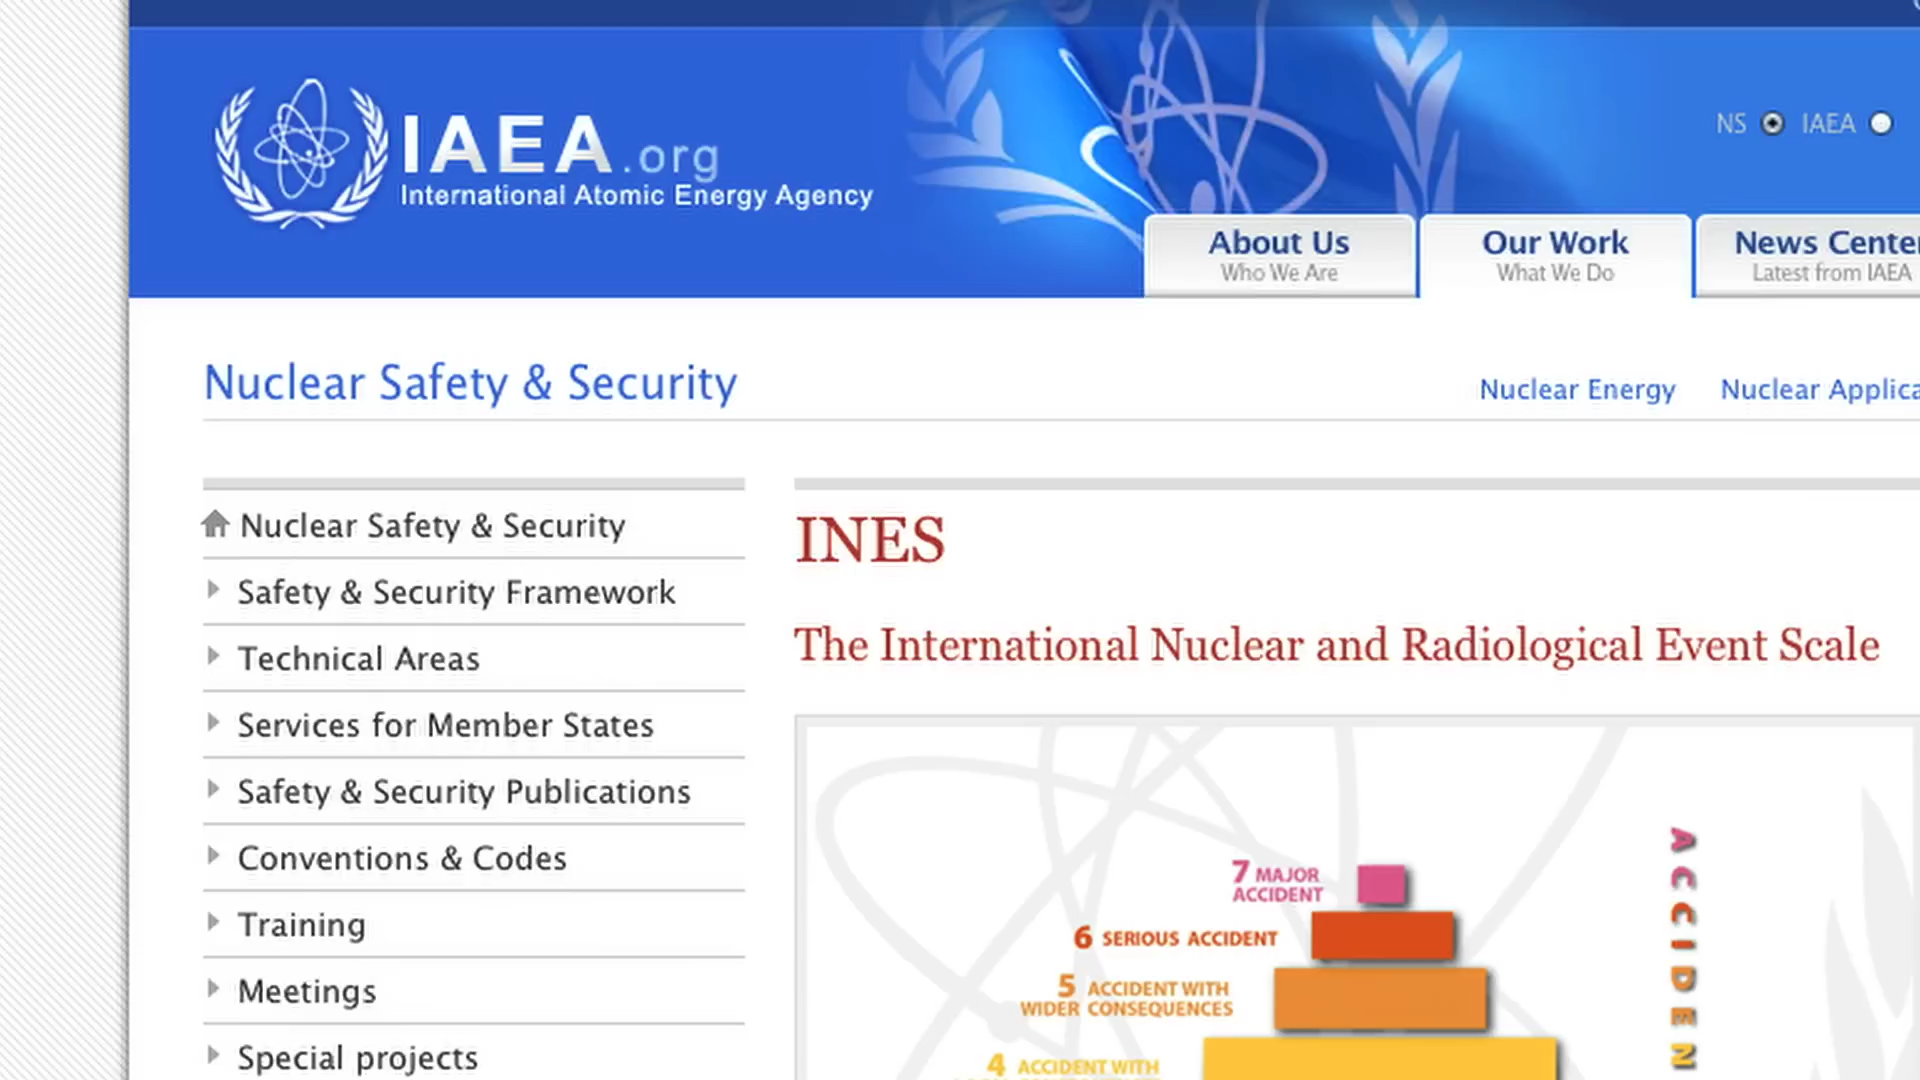 IAEA.org
International Atomic Energy Agency
NS IAEA
About Us
Who We Are
Our Work
What We Do
News Center
Latest from IAEA
Nuclear Safety & Security
Nuclear Energy
Nuclear Applica
Nuclear Safety & Security
Safety & Security Framework
Technical Areas
Services for Member States
Safety & Security Publications
Conventions & Codes
Training
Meetings
Special projects
INES
The International Nuclear and Radiological Event Scale
7 MAJOR
ACCIDENT
6 SERIOUS ACCIDENT
5 ACCIDENT WITH
WIDER CONSEQUENCES
4 ACCIDENT WITH
ACCIDEN